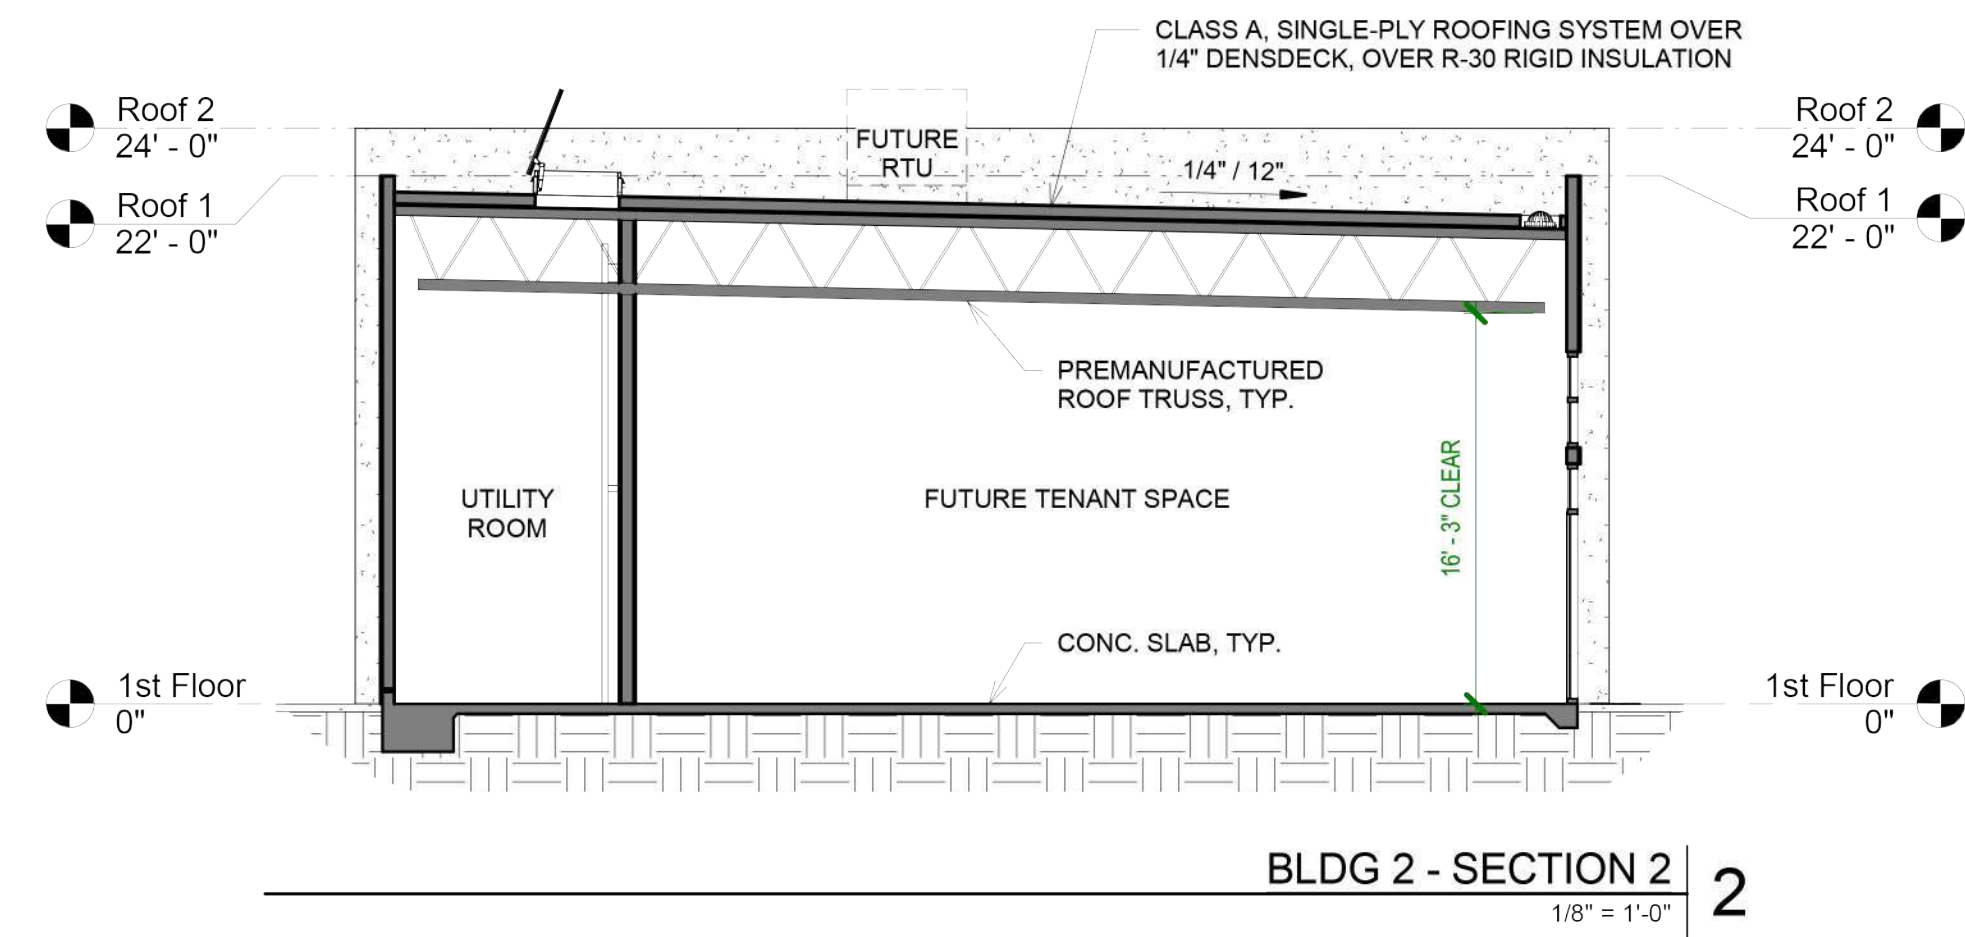 CLASS A, SINGLE-PLY ROOFING SYSTEM OVER
1/4" DENSDECK, OVER R-30 RIGID INSULATION
Roof 2
24' - 0"
Roof 1
22' - 0"
FUTURE
RTU
1/4" / 12"
Roof 2
24' - 0"
Roof 1
22' - 0"
PREMANUFACTURED
ROOF TRUSS, TYP.
16' - 3" CLEAR
UTILITY
ROOM
FUTURE TENANT SPACE
CONC. SLAB, TYP.
1st Floor
0"
1st Floor
0"
BLDG 2 - SECTION 2
1/8" = 1'-0"
2